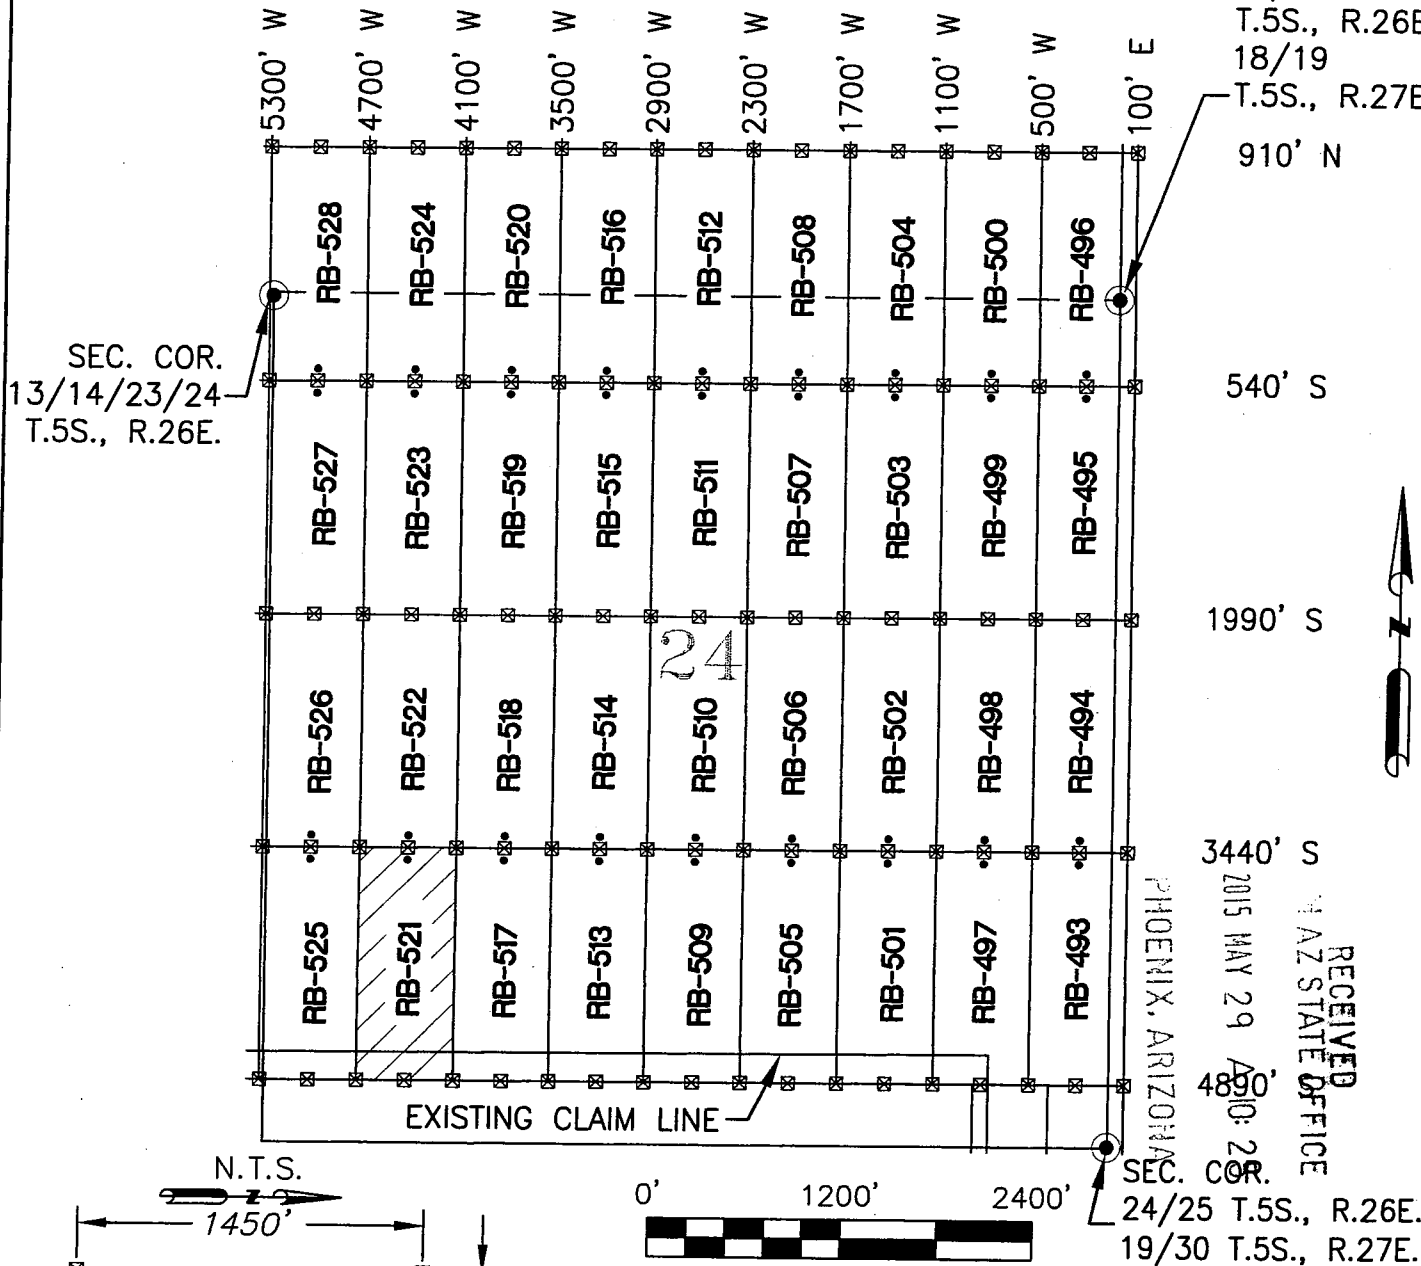 5300' W
4700' W
4100' W
3500' W
2900' W
2300' W
1700' W
1100' W
500' W
100' E
T.5S., R.26E
18/19
T.5S., R.27E
910' N
RB-528
RB-524
RB-520
RB-516
RB-512
RB-508
RB-504
RB-500
RB-496
SEC. COR.
13/14/23/24
T.5S., R.26E.
540' S
RB-527
RB-523
RB-519
RB-515
RB-511
RB-507
RB-503
RB-499
RB-495
1990' S
24
RB-526
RB-522
RB-518
RB-514
RB-510
RB-506
RB-502
RB-498
RB-494
3440' S
RB-525
RB-521
RB-517
RB-513
RB-509
RB-505
RB-501
RB-497
RB-493
4890' S
EXISTING CLAIM LINE
RECEIVED
AZ STATE OFFICE
2015 MAY 29 A 10:
PHOENIX, ARIZONA
Z
N.T.S.
Z
1450'
0'
1200'
2400'
SEC. COR.
24/25 T.5S., R.26E.
19/30 T.5S., R.27E.